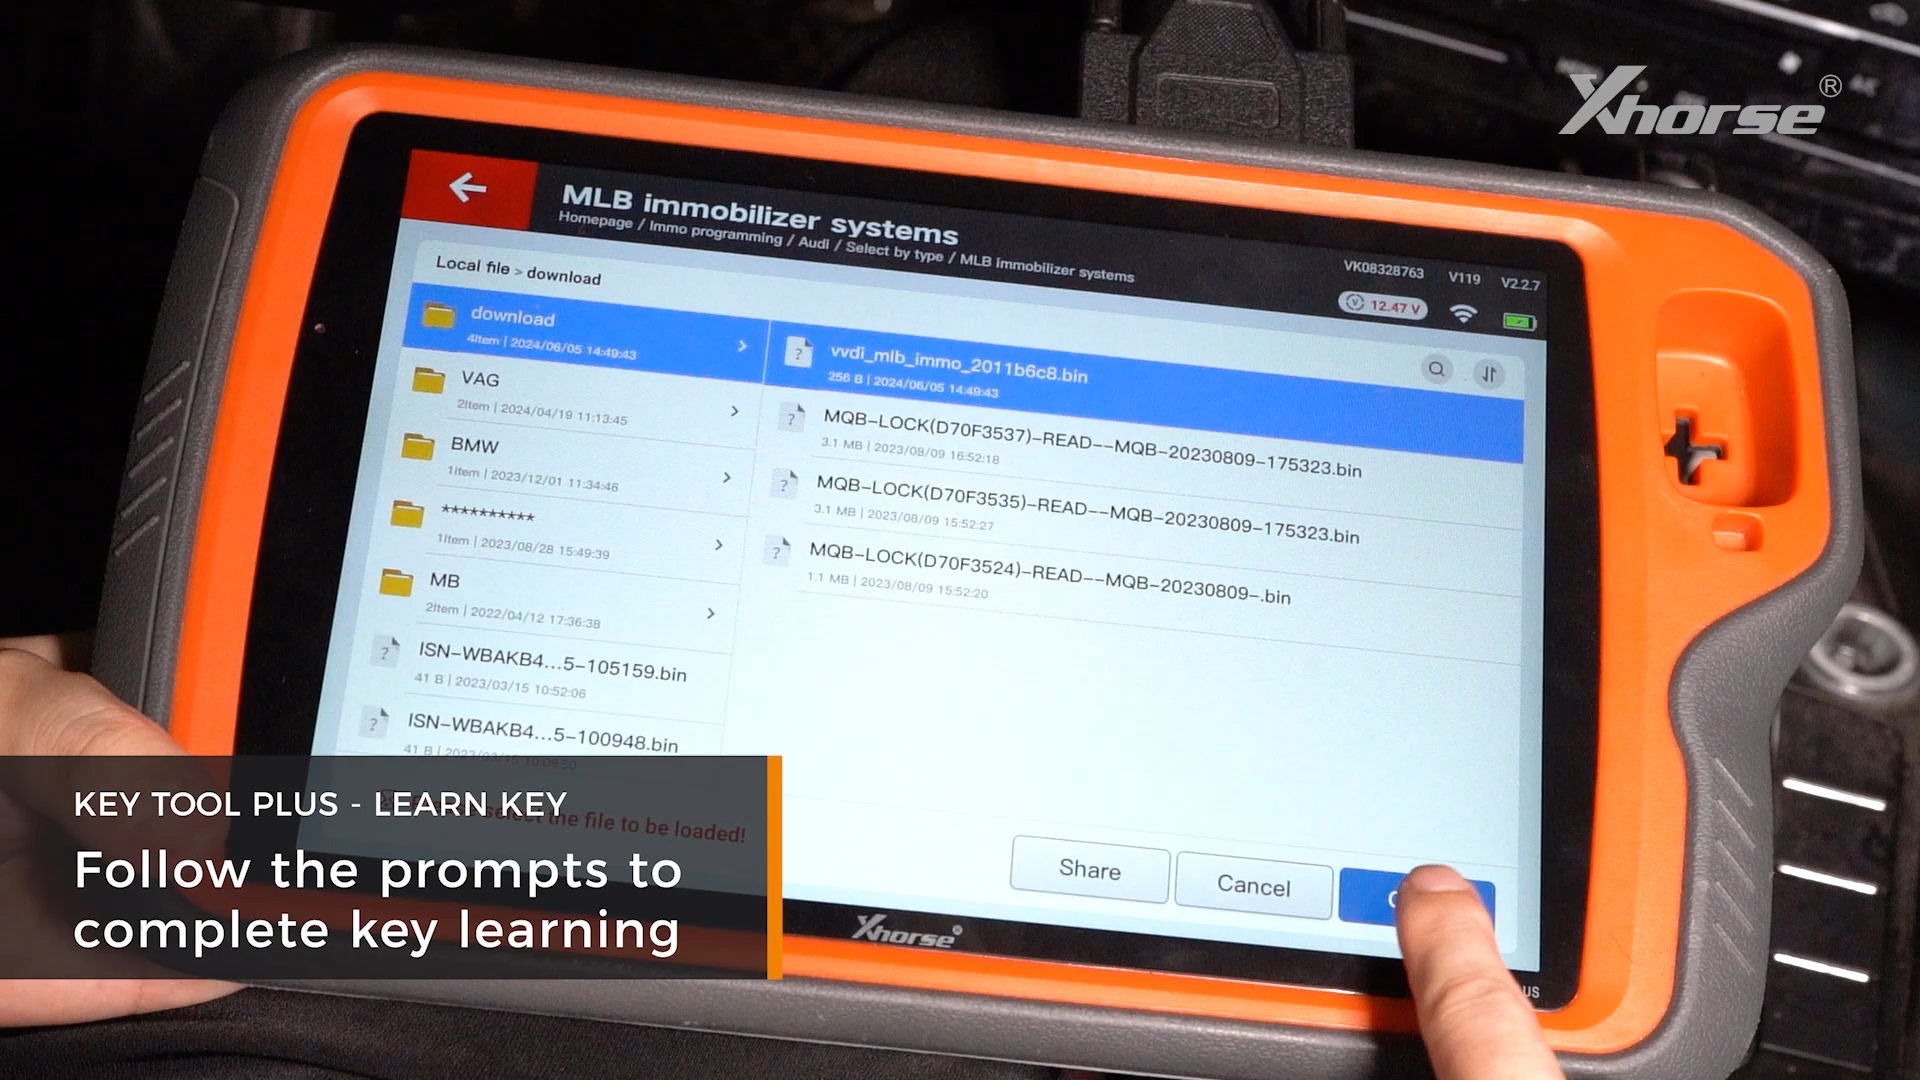 Xhorse®
MLB immobilizer systems
Homepage / Immo programming / Audi / Select by type / MLB immobilizer systems
VK08328763 V119 V2.2.7
12.47 V
Local file > download
download
4Item | 2024/06/05 14:49:43
VAG
2Item | 2024/04/19 11:13:45
BMW
1Item | 2023/12/01 11:34:46
**********
1Item | 2023/08/28 15:49:39
MB
2Item | 2022/04/12 17:36:38
ISN-WBAKB4...5-105159.bin
41 B | 2023/03/15 10:52:06
ISN-WBAKB4...5-100948.bin
41 B | 2023/03/15 10:09:50
vvdi_mlb_immo_2011b6c8.bin
256 B | 2024/06/05 14:49:43
MQB-LOCK(D70F3537)-READ--MQB-20230809-175323.bin
3.1 MB | 2023/08/09 16:52:18
MQB-LOCK(D70F3535)-READ--MQB-20230809-175323.bin
3.1 MB | 2023/08/09 15:52:27
MQB-LOCK(D70F3524)-READ--MQB-20230809-.bin
1.1 MB | 2023/08/09 15:52:20
select the file to be loaded!
Share
Cancel
Xhorse®
KEY TOOL PLUS - LEARN KEY
Follow the prompts to
complete key learning